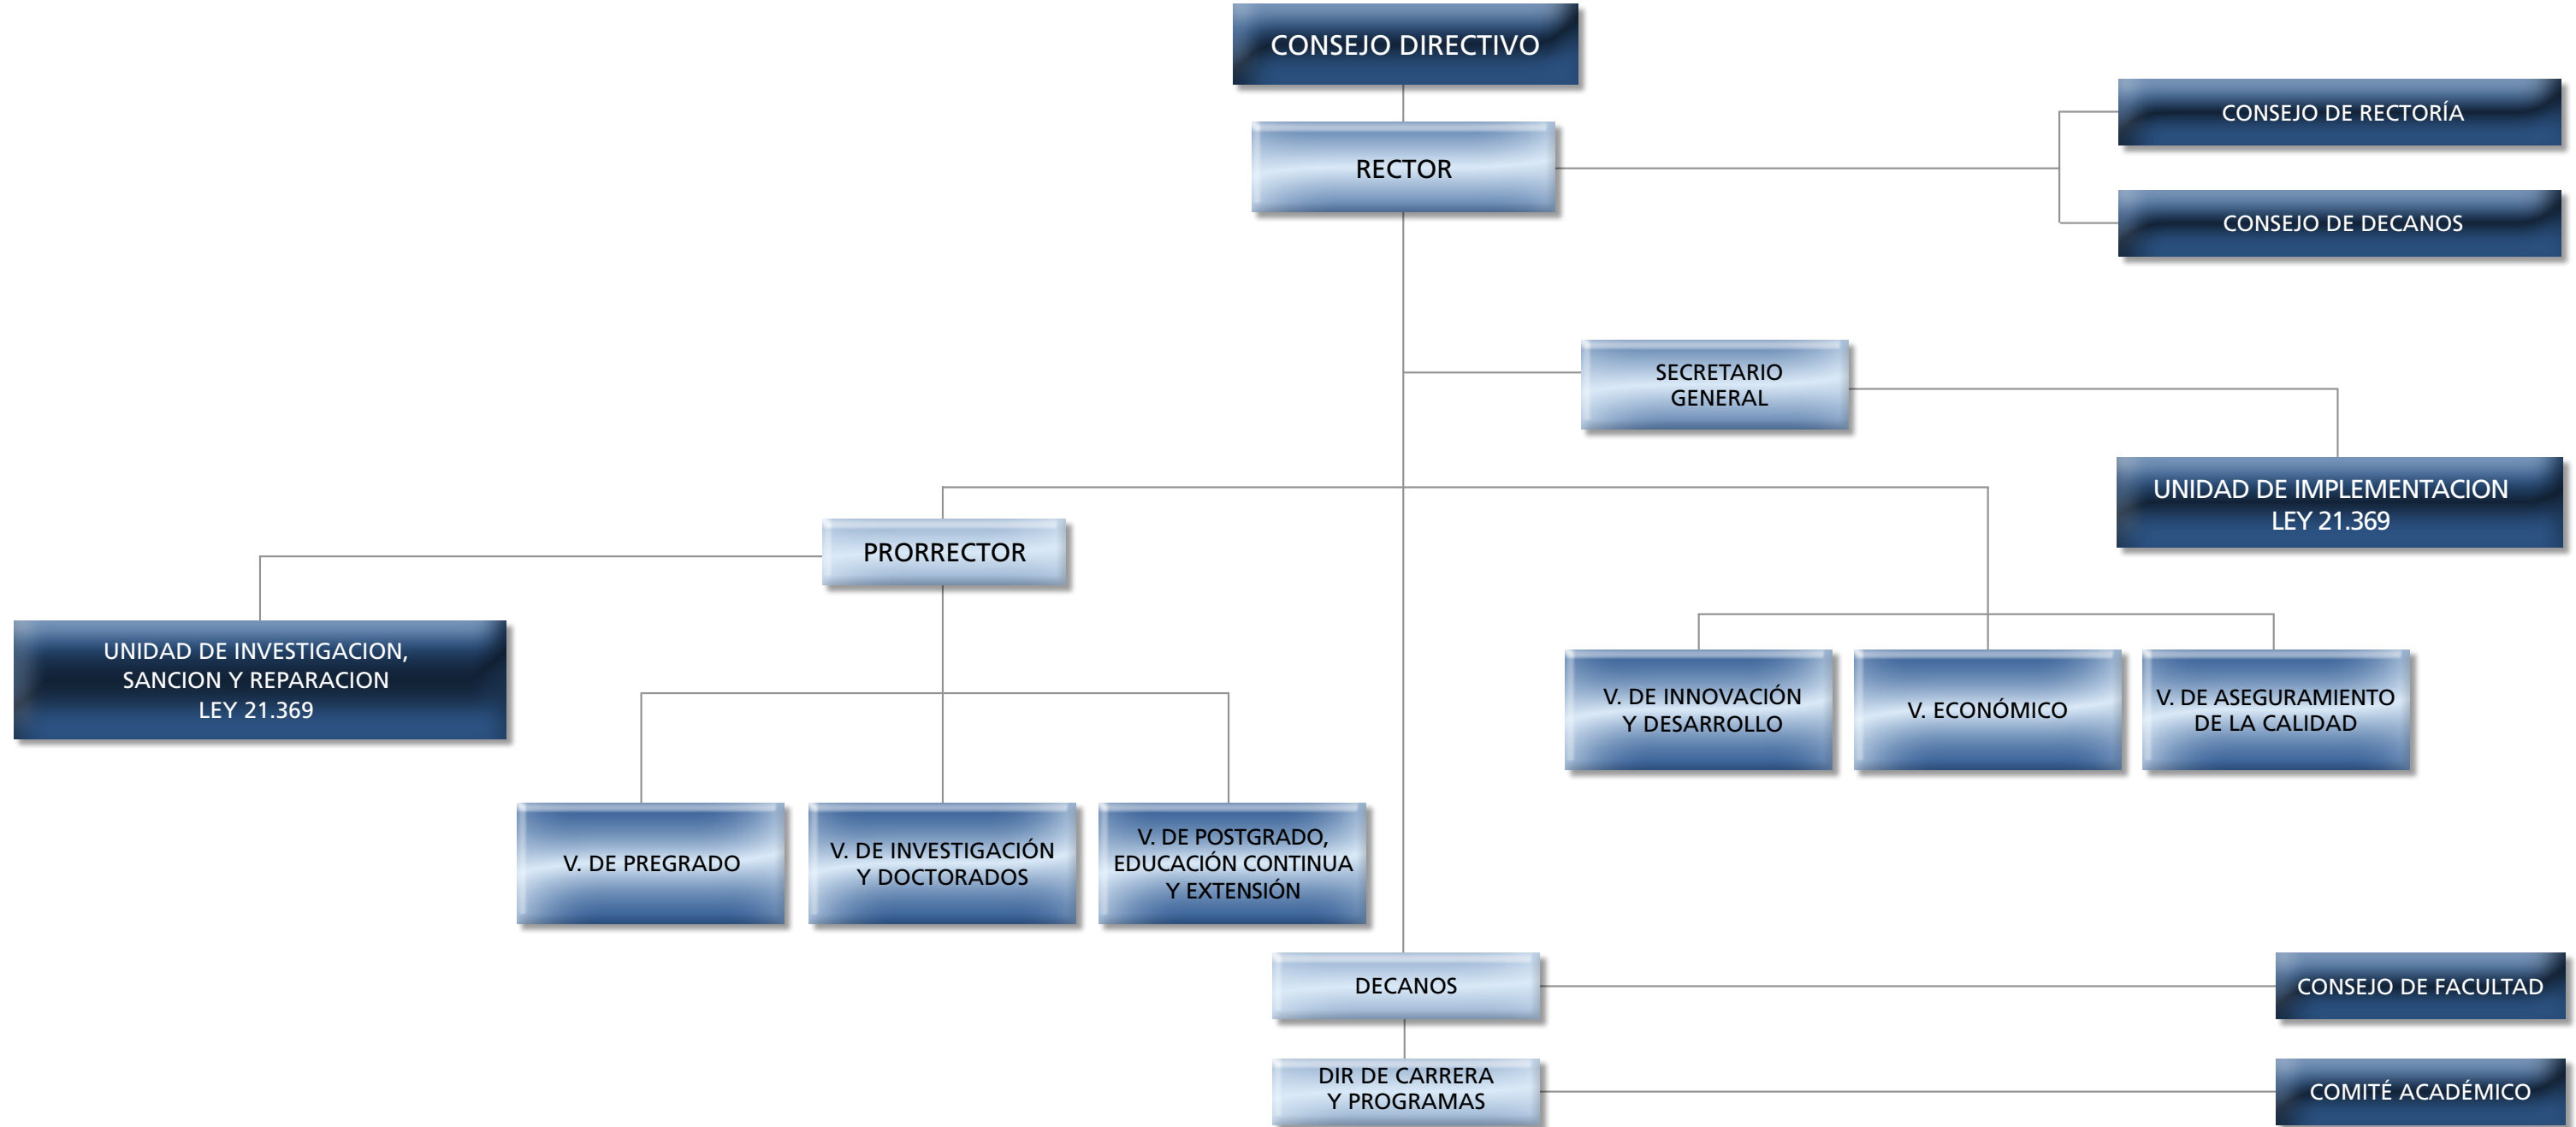 CONSEJO DIRECTIVO
CONSEJO DE RECTORÍA
RECTOR
CONSEJO DE DECANOS
SECRETARIO
GENERAL
UNIDAD DE IMPLEMENTACION
LEY 21.369
PRORRECTOR
UNIDAD DE INVESTIGACION,
SANCION Y REPARACION
LEY 21.369
V. DE INNOVACIÓN
Y DESARROLLO
V. ECONÓMICO
V. DE ASEGURAMIENTO
DE LA CALIDAD
V. DE PREGRADO
V. DE INVESTIGACIÓN
Y DOCTORADOS
V. DE POSTGRADO,
EDUCACIÓN CONTINUA
Y EXTENSIÓN
DECANOS
CONSEJO DE FACULTAD
DIR DE CARRERA
Y PROGRAMAS
COMITÉ ACADÉMICO